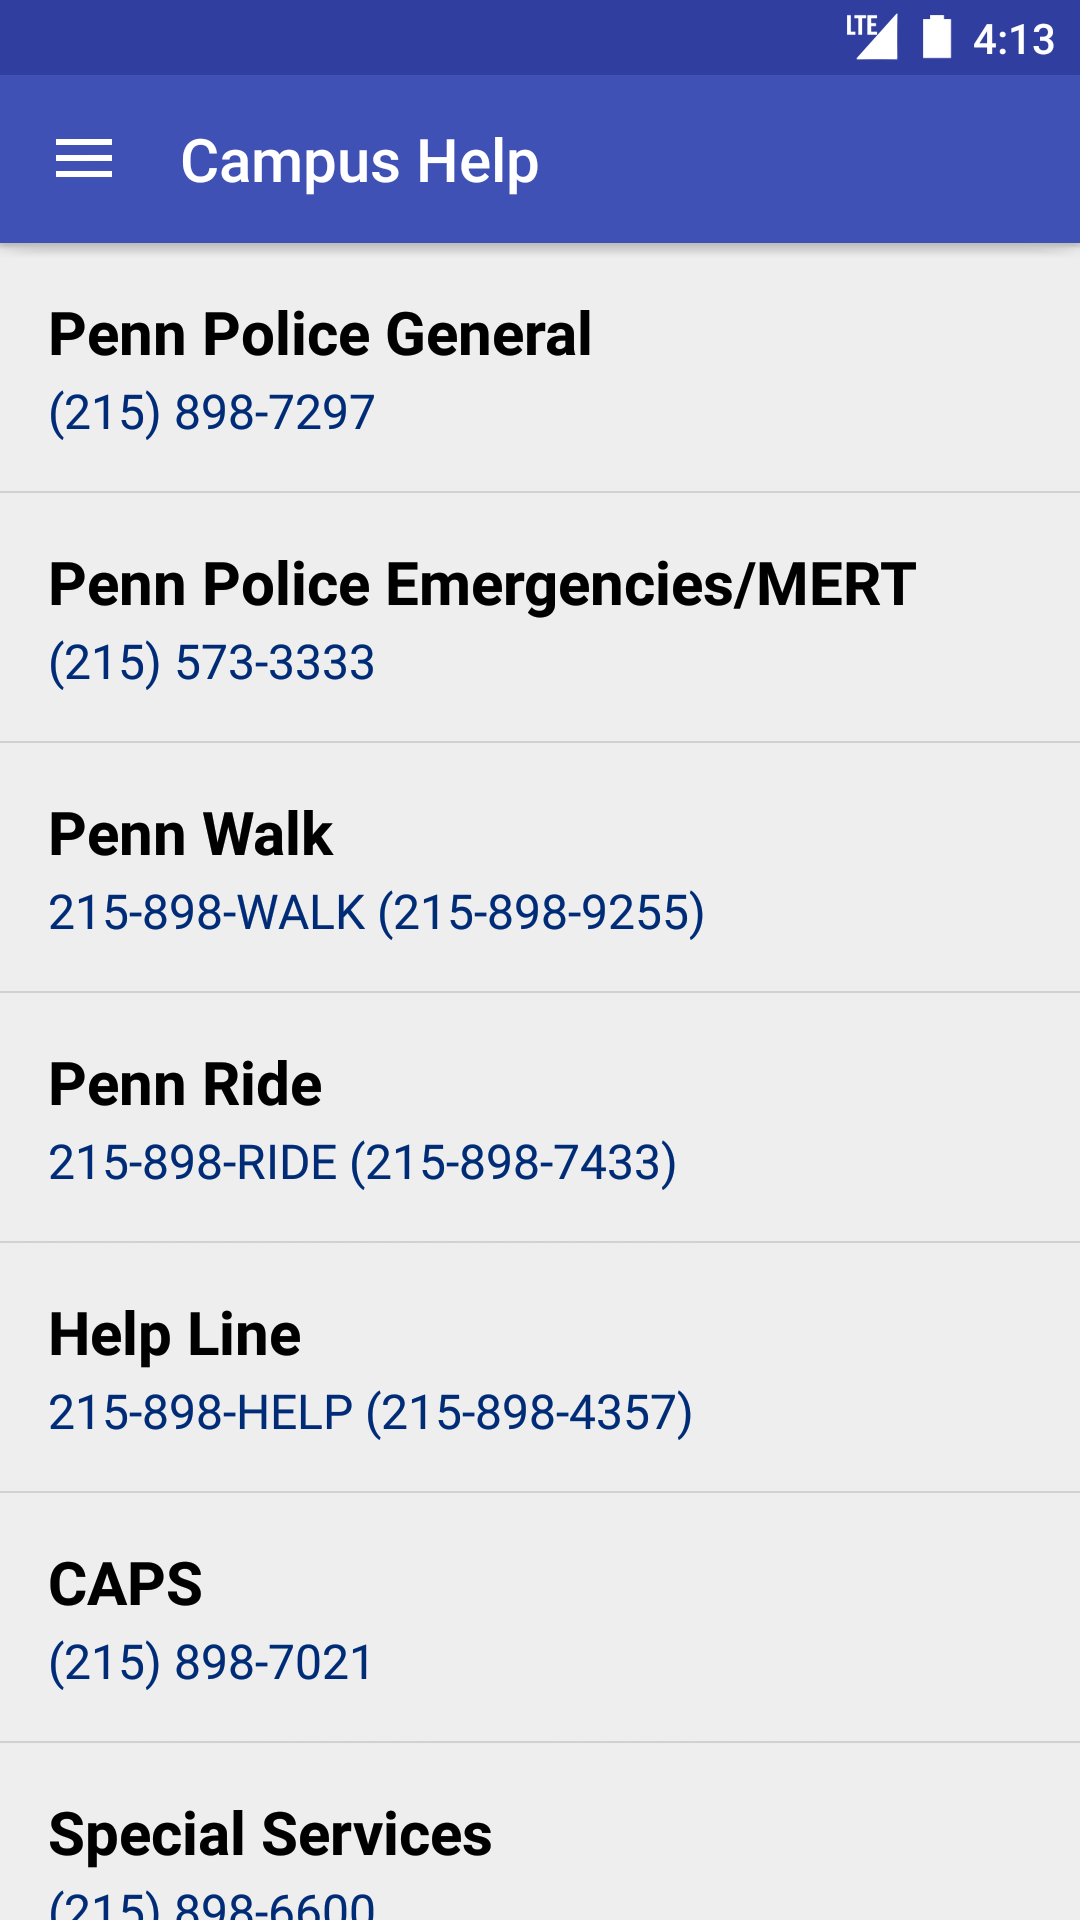 LTE 4:13
Campus Help
Penn Police General
(215) 898-7297
Penn Police Emergencies/MERT
(215) 573-3333
Penn Walk
215-898-WALK (215-898-9255)
Penn Ride
215-898-RIDE (215-898-7433)
Help Line
215-898-HELP (215-898-4357)
CAPS
(215) 898-7021
Special Services
(215) 898-6600